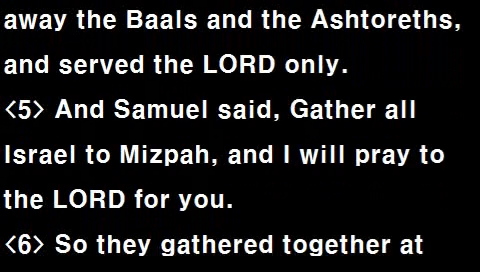 away the Baals and the Ashtoreths,
and served the LORD only.
<5> And Samuel said, Gather all
Israel to Mizpah, and I will pray to
the LORD for you.
<6> So they gathered together at